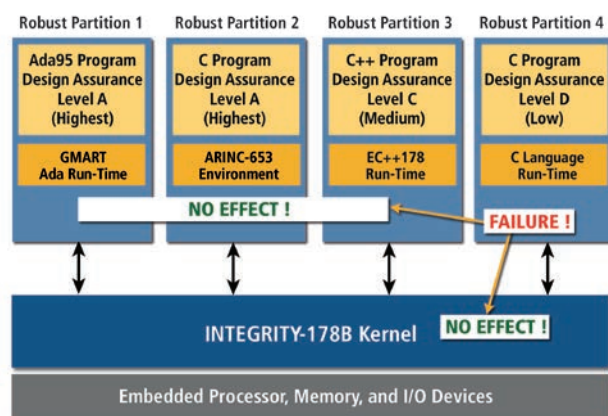 Robust Partition 1
Robust Partition 2
Robust Partition 3
Robust Partition 4
Ada95 Program
Design Assurance
Level A
(Highest)
C Program
Design Assurance
Level A
(Highest)
C++ Program
Design Assurance
Level C
(Medium)
C Program
Design Assurance
Level D
(Low)
GMART
Ada Run-Time
ARINC-653
Environment
EC++178
Run-Time
C Language
Run-Time
NO EFFECT !
FAILURE !
NO EFFECT !
INTEGRITY-178B Kernel
Embedded Processor, Memory, and I/O Devices